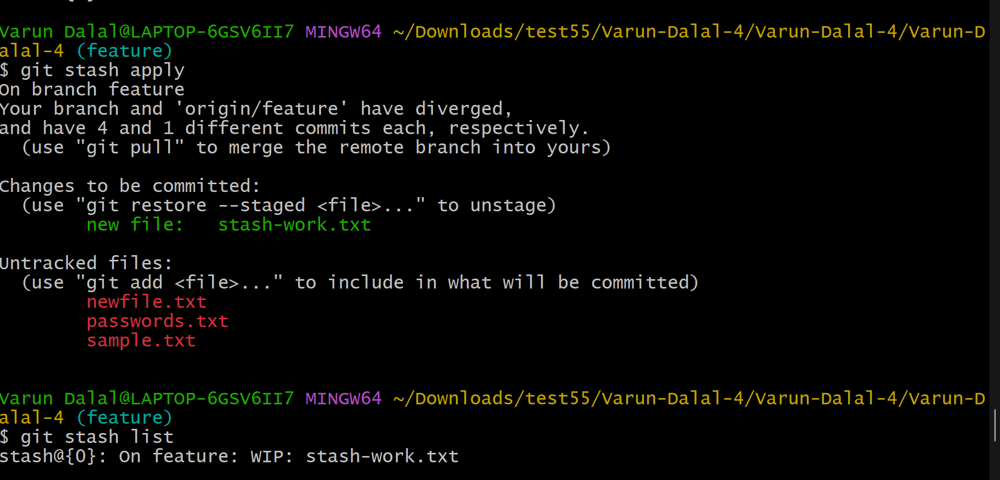 Varun Dalal@LAPTOP-6GSV6II7 MINGW64 ~/Downloads/test55/Varun-Dalal-4/Varun-Dalal-4/Varun-D
alal-4 (feature)
$ git stash apply
On branch feature
Your branch and 'origin/feature' have diverged,
and have 4 and 1 different commits each, respectively.
  (use "git pull" to merge the remote branch into yours)

Changes to be committed:
  (use "git restore --staged <file>..." to unstage)
        new file:   stash-work.txt

Untracked files:
  (use "git add <file>..." to include in what will be committed)
        newfile.txt
        passwords.txt
        sample.txt

Varun Dalal@LAPTOP-6GSV6II7 MINGW64 ~/Downloads/test55/Varun-Dalal-4/Varun-Dalal-4/Varun-D
alal-4 (feature)
$ git stash list
stash@{0}: On feature: WIP: stash-work.txt